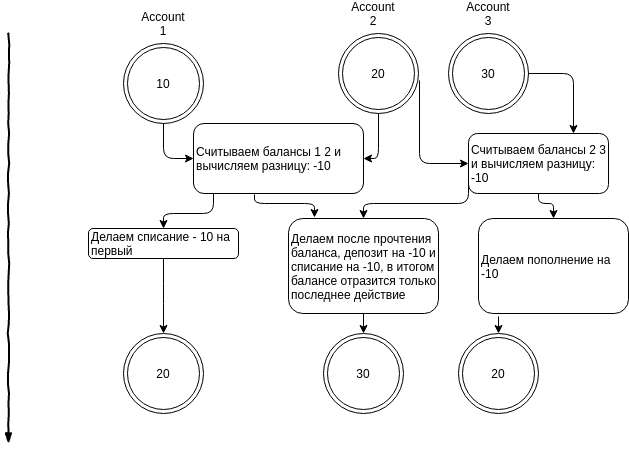 Account
1
Account
2
Account
3
10
20
30
Считываем балансы 1 2 и
вычисляем разницу: -10
Считываем балансы 2 3
и вычисляем разницу:
-10
Делаем списание - 10 на
первый
Делаем после прочтения
баланса, депозит на -10 и
списание на -10, в итогом
балансе отразится только
последнее действие
Делаем пополнение на
-10
20
30
20